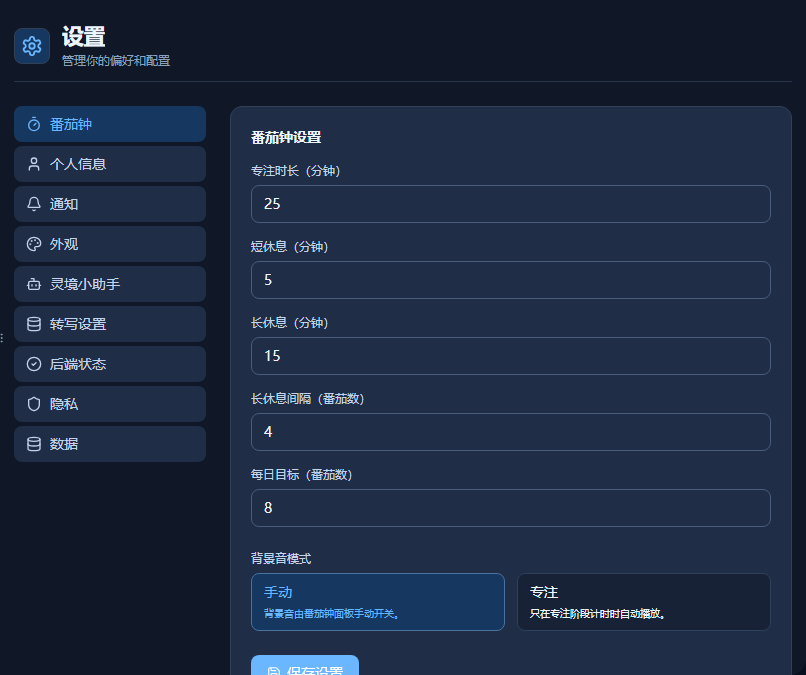 设置
管理你的偏好和配置
番茄钟
个人信息
通知
外观
灵境小助手
转写设置
后端状态
隐私
数据
番茄钟设置
专注时长（分钟）
25
短休息（分钟）
5
长休息（分钟）
15
长休息间隔（番茄数）
4
每日目标（番茄数）
8
背景音模式
手动
背景音由番茄钟面板手动开关。
专注
只在专注阶段计时时自动播放。
保存设置